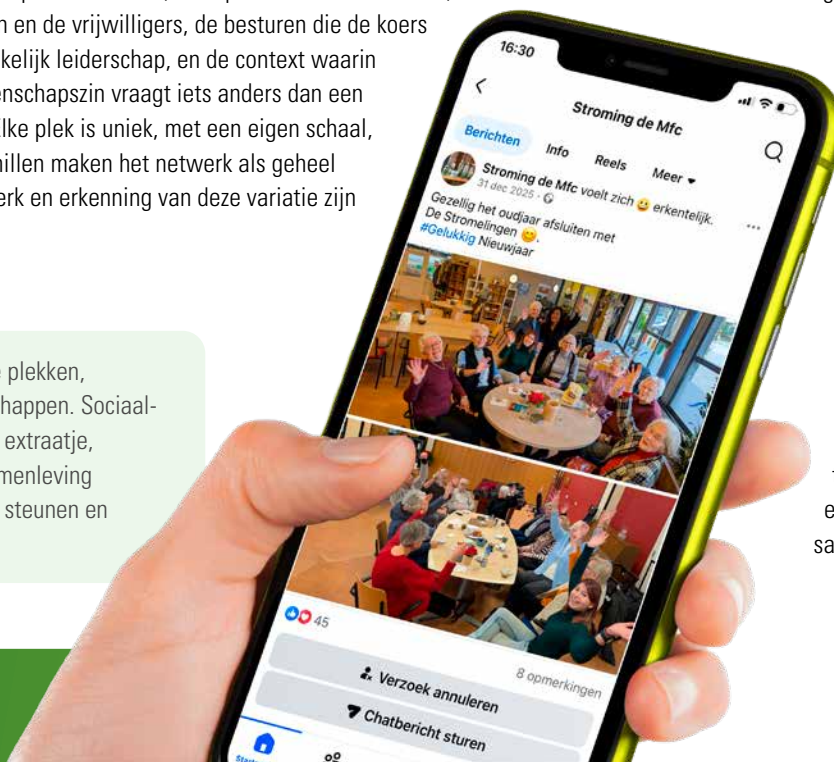 n en de vrijwilligers, de besturen die de koers
kelijk leiderschap, en de context waarin
enschapszin vraagt iets anders dan een
lke plek is uniek, met een eigen schaal,
hillen maken het netwerk als geheel
erk en erkenning van deze variatie zijn
plekken,
happen. Sociaal-
extraatje,
menleving
steunen en
16:30
Stroming de Mfc
Berichten Info Reels Meer
Stroming de Mfc voelt zich 😃 erkentelijk.
31 dec 2025 ·
Gezellig het oudjaar afsluiten met
De Stromelingen 😊.
#Gelukkig Nieuwjaar
45
8 opmerkingen
Verzoek annuleren
Chatbericht sturen
e
sa